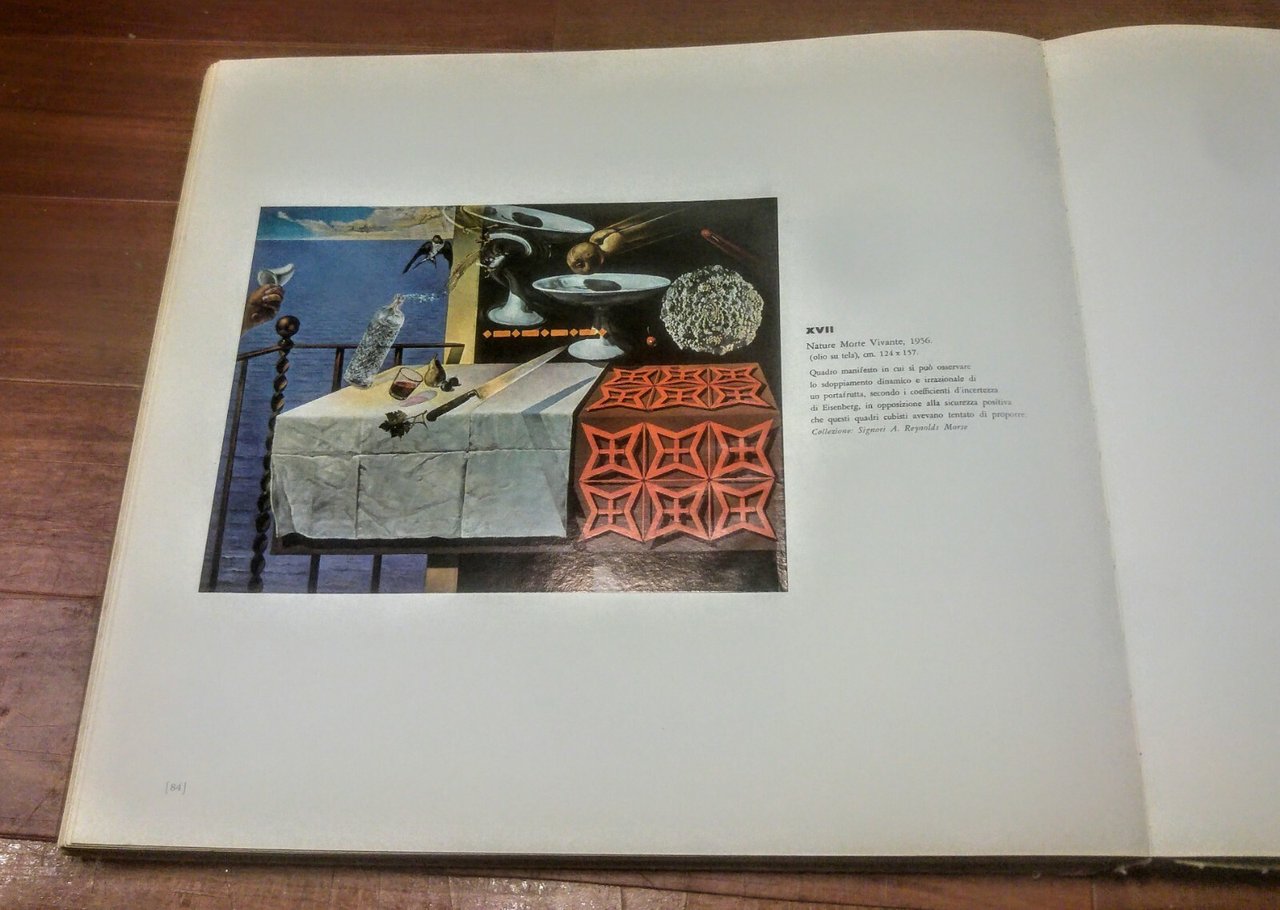 XVII
Nature Morte Vivante, 1956.
(olio su tela), cm. 124 x 157.
Quadro manifesto in cui si può osservare
lo sdoppiamento dinamico e irrazionale di
un portafrutta, secondo i coefficienti d'incertezza
di Eisenberg, in opposizione alla sicurezza positiva
che questi quadri cubisti avevano tentato di proporre.
Collezione: Signori A. Reynolds Morse
[84]